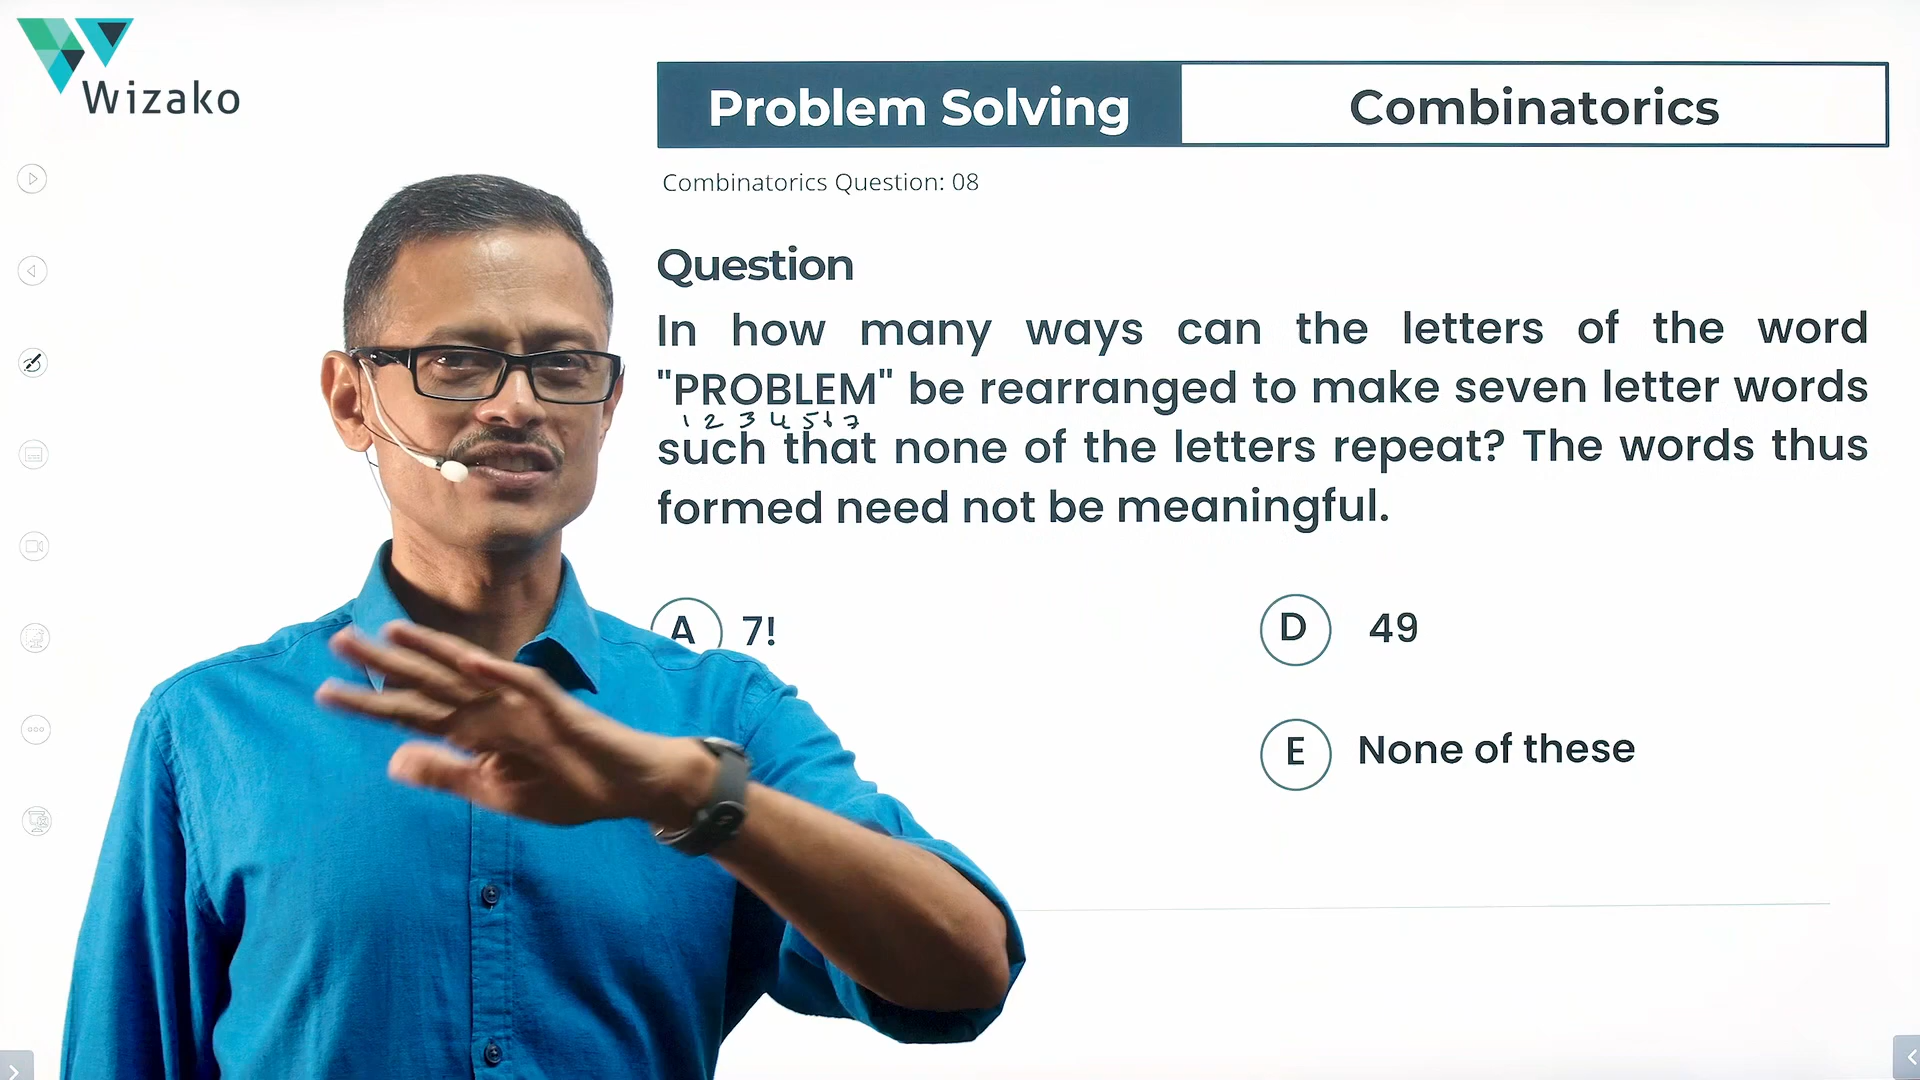 Wizako
Problem Solving
Combinatorics
Combinatorics Question: 08
Question
In how many ways can the letters of the word
"PROBLEM" be rearranged to make seven letter words
1 2 3 4 5 6 7
such that none of the letters repeat? The words thus
formed need not be meaningful.
A 7!
D 49
E None of these